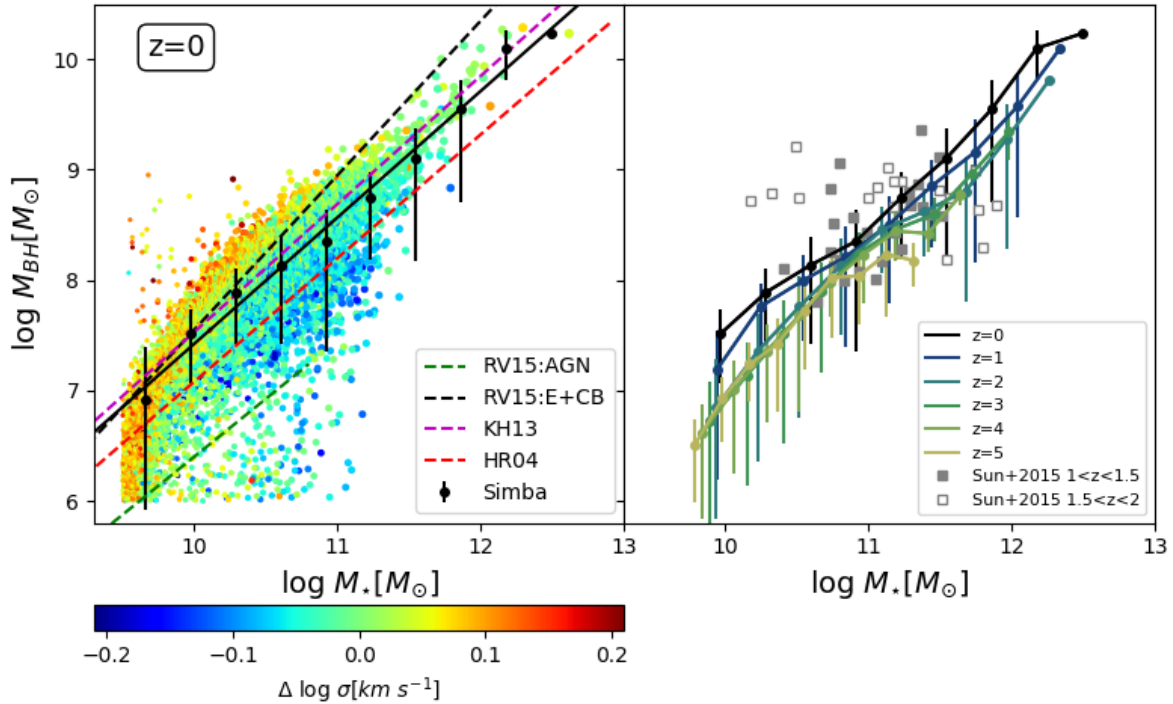 z=0
log M_BH[M_⊙]
10
9
8
7
6
RV15:AGN
RV15:E+CB
KH13
HR04
Simba
10
11
12
13
log M_⋆[M_⊙]
z=0
z=1
z=2
z=3
z=4
z=5
Sun+2015 1<z<1.5
Sun+2015 1.5<z<2
10
11
12
13
log M_⋆[M_⊙]
−0.2
−0.1
0.0
0.1
0.2
Δ log σ[km s⁻¹]